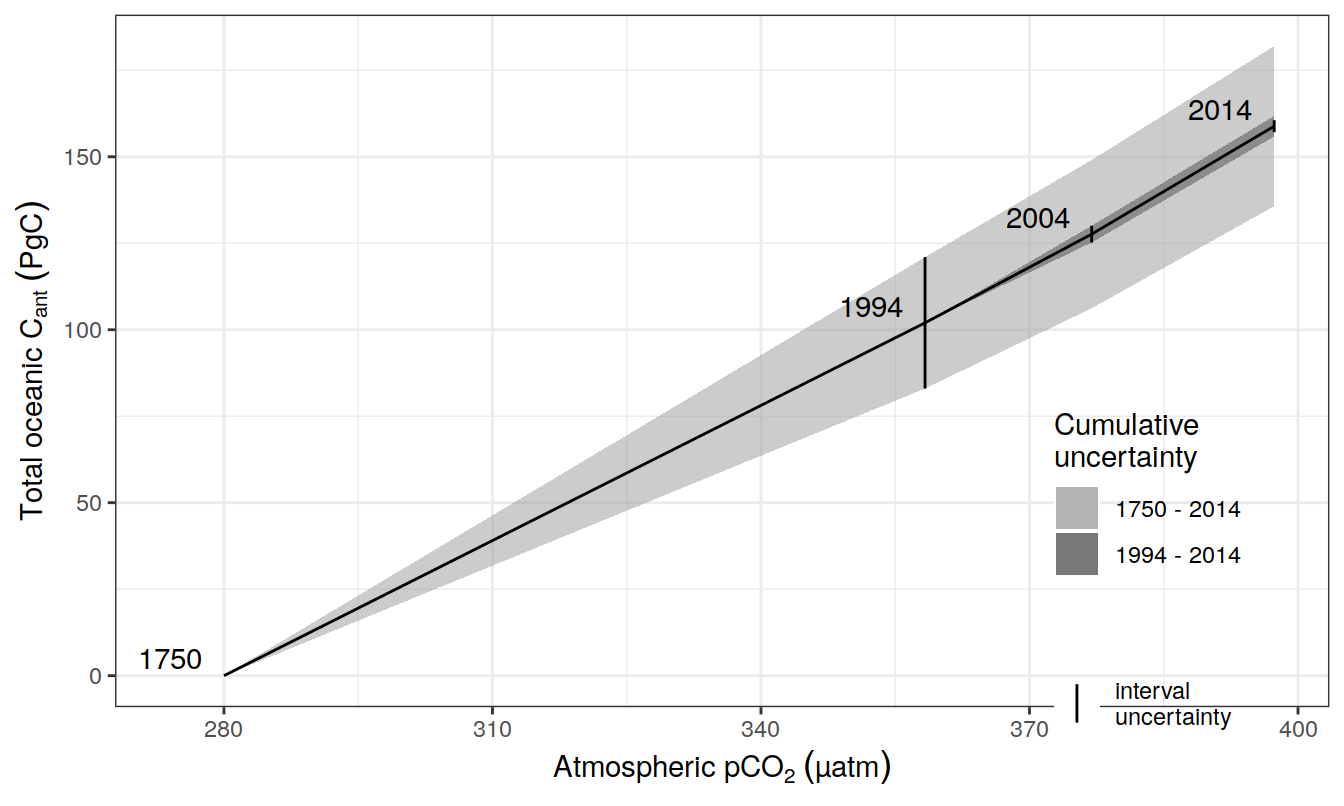 Total oceanic Cant (PgC)
150
100
50
0
2014
2004
1994
1750
Cumulative
uncertainty
1750 - 2014
1994 - 2014
interval
uncertainty
280
310
340
370
400
Atmospheric pCO2 (µatm)